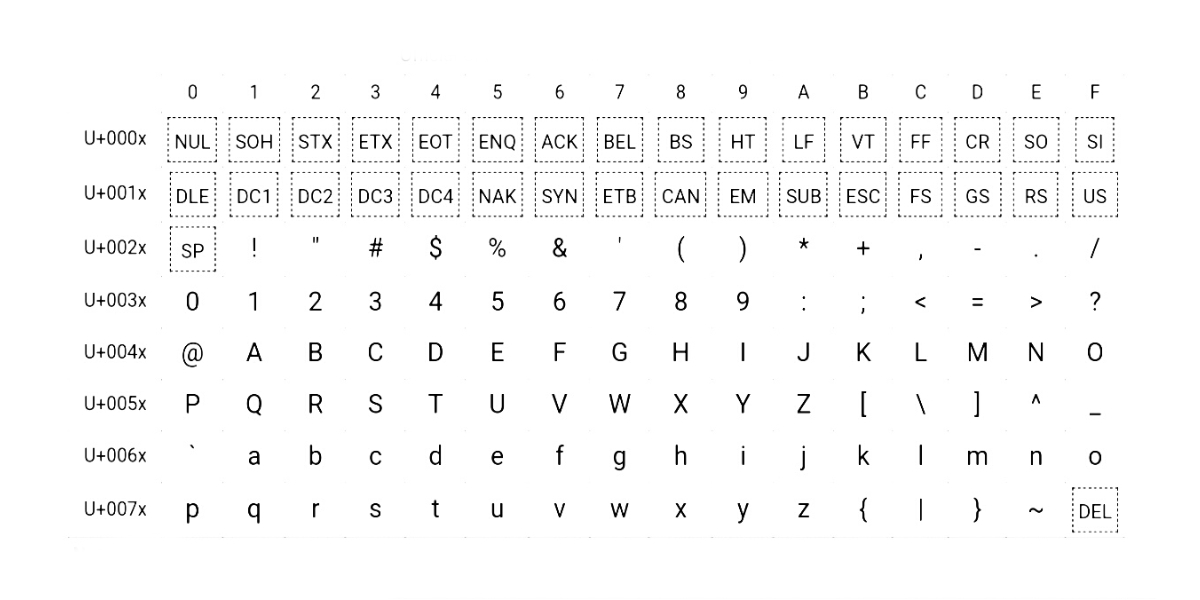 0 1 2 3 4 5 6 7 8 9 A B C D E F
U+000x NUL SOH STX ETX EOT ENQ ACK BEL BS HT LF VT FF CR SO SI
U+001x DLE DC1 DC2 DC3 DC4 NAK SYN ETB CAN EM SUB ESC FS GS RS US
U+002x SP ! " # $ % & ' ( ) * + , - . /
U+003x 0 1 2 3 4 5 6 7 8 9 : ; < = > ?
U+004x @ A B C D E F G H I J K L M N O
U+005x P Q R S T U V W X Y Z [ \ ] ^ _
U+006x ` a b c d e f g h i j k l m n o
U+007x p q r s t u v w x y z { | } ~ DEL